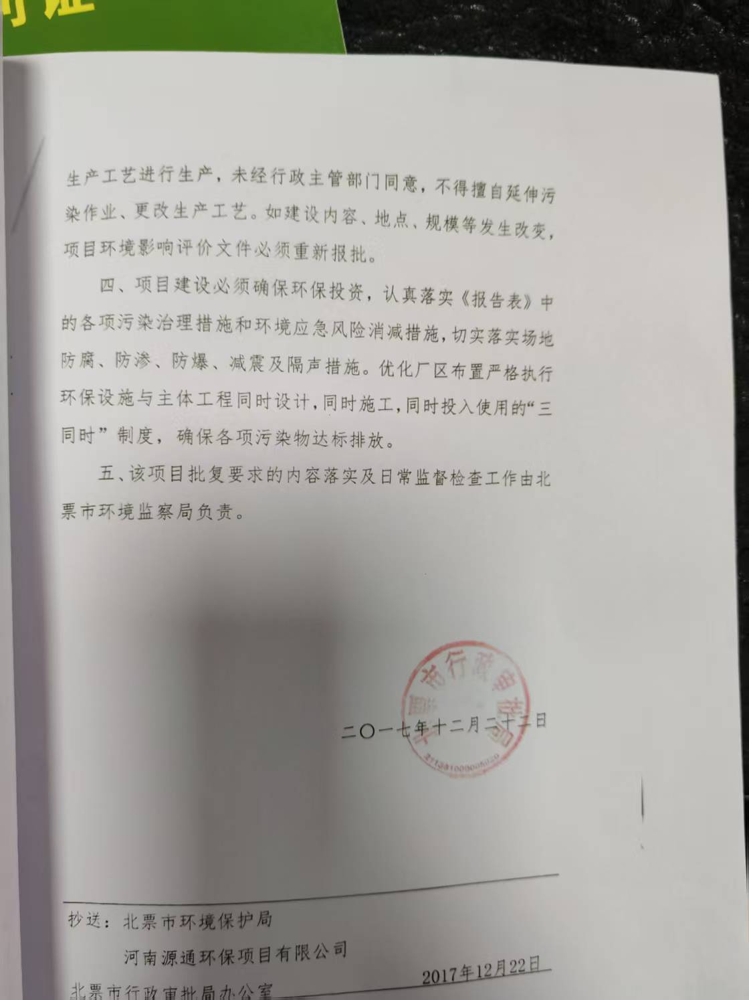 可证
生产工艺进行生产，未经行政主管部门同意，不得擅自延伸污
染作业、更改生产工艺。如建设内容、地点、规模等发生改变，
项目环境影响评价文件必须重新报批。
四、项目建设必须确保环保投资，认真落实《报告表》中
的各项污染治理措施和环境应急风险消减措施，切实落实场地
防腐、防渗、防爆、减震及隔声措施。优化厂区布置严格执行
环保设施与主体工程同时设计，同时施工，同时投入使用的“三
同时”制度，确保各项污染物达标排放。
五、该项目批复要求的内容落实及日常监督检查工作由北
票市环境监察局负责。
北票市行政审批局
二〇一七年十二月二十二日
抄送：北票市环境保护局
河南源通环保项目有限公司
北票市行政审批局办公室
2017年12月22日